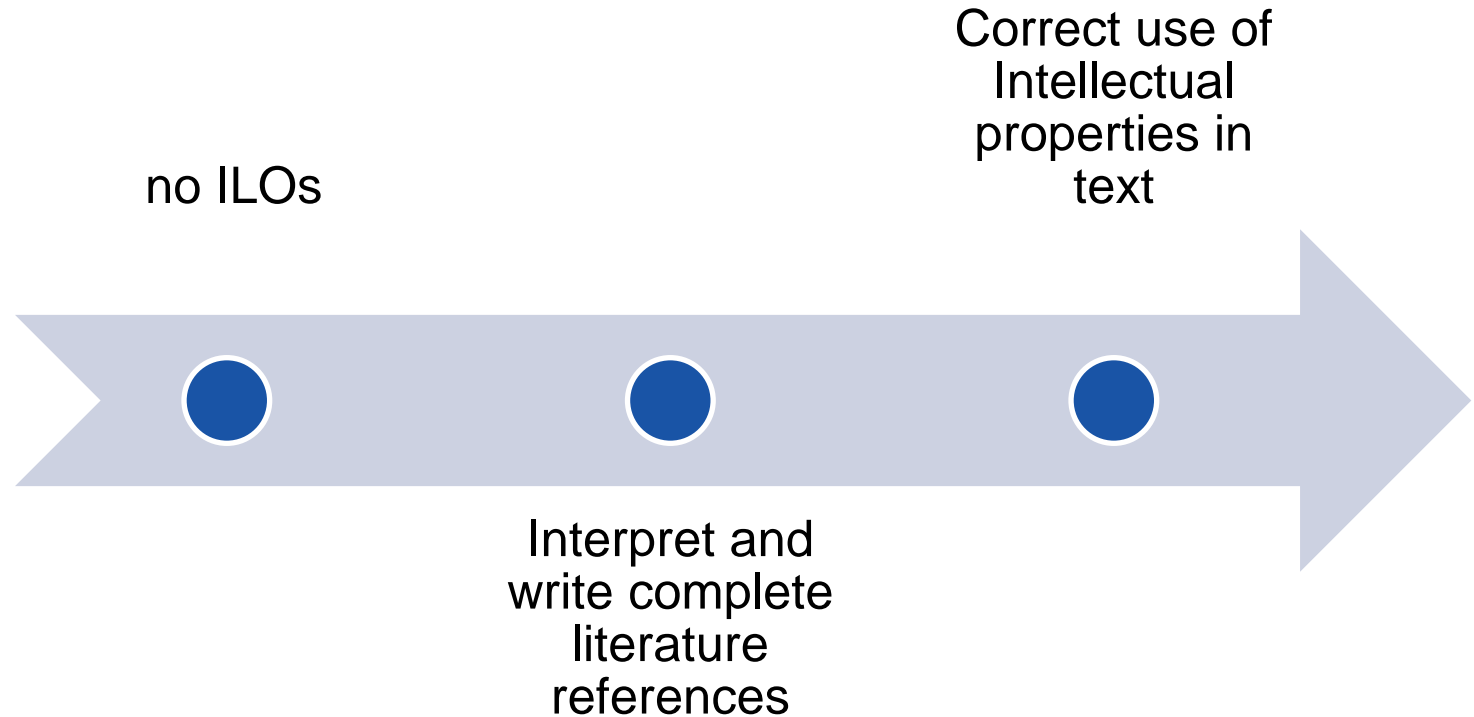 no ILOs
Interpret and
write complete
literature
references
Correct use of
Intellectual
properties in
text